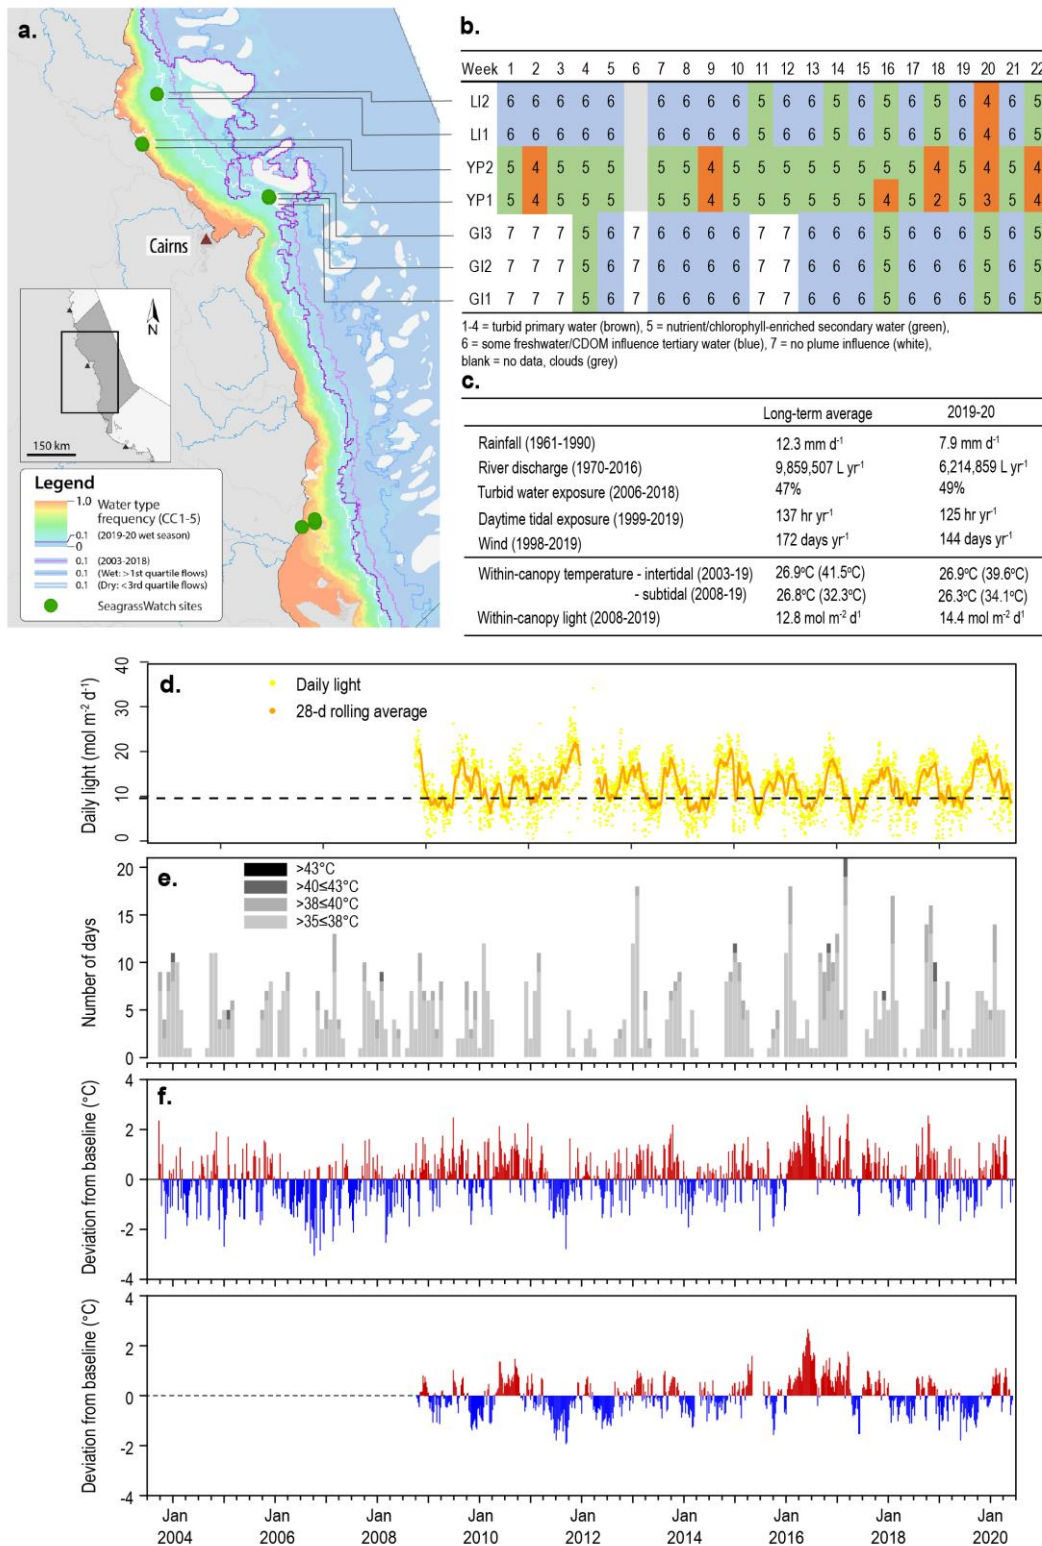 a.
Cairns
N
150 km
Legend
1.0
Water type
frequency (CC1-5)
0.1 (2019-20 wet season)
0
0.1 (2003-2018)
0.1 (Wet: >1st quartile flows)
0.1 (Dry: <3rd quartile flows)
SeagrassWatch sites
b.
Week 1 2 3 4 5 6 7 8 9 10 11 12 13 14 15 16 17 18 19 20 21 22
LI2 6 6 6 6 6 6 6 6 6 5 6 6 5 6 5 6 5 6 4 6 5
LI1 6 6 6 6 6 6 6 6 6 5 6 6 5 6 5 6 5 6 4 6 5
YP2 5 4 5 5 5 5 5 4 5 5 5 5 5 5 5 5 4 5 4 5 4
YP1 5 4 5 5 5 5 5 4 5 5 5 5 5 5 4 5 2 5 3 5 4
GI3 7 7 7 5 6 7 6 6 6 6 7 7 6 6 6 5 6 6 6 5 6 5
GI2 7 7 7 5 6 7 6 6 6 6 7 7 6 6 6 5 6 6 6 5 6 5
GI1 7 7 7 5 6 7 6 6 6 6 7 7 6 6 6 5 6 6 6 5 6 5
1-4 = turbid primary water (brown), 5 = nutrient/chlorophyll-enriched secondary water (green),
6 = some freshwater/CDOM influence tertiary water (blue), 7 = no plume influence (white),
blank = no data, clouds (grey)
c.
Long-term average 2019-20
Rainfall (1961-1990) 12.3 mm d⁻¹ 7.9 mm d⁻¹
River discharge (1970-2016) 9,859,507 L yr⁻¹ 6,214,859 L yr⁻¹
Turbid water exposure (2006-2018) 47% 49%
Daytime tidal exposure (1999-2019) 137 hr yr⁻¹ 125 hr yr⁻¹
Wind (1998-2019) 172 days yr⁻¹ 144 days yr⁻¹
Within-canopy temperature - intertidal (2003-19) 26.9ºC (41.5ºC) 26.9ºC (39.6ºC)
- subtidal (2008-19) 26.8ºC (32.3ºC) 26.3ºC (34.1ºC)
Within-canopy light (2008-2019) 12.8 mol m⁻² d¹ 14.4 mol m⁻² d¹
d.
Daily light
28-d rolling average
Daily light (mol m⁻² d⁻¹)
40
30
20
10
0
e.
>43°C
>40≤43°C
>38≤40°C
>35≤38°C
Number of days
20
15
10
5
0
f.
Deviation from baseline (°C)
4
2
0
-2
-4
Deviation from baseline (°C)
4
2
0
-2
-4
Jan Jan Jan Jan Jan Jan Jan Jan Jan
2004 2006 2008 2010 2012 2014 2016 2018 2020